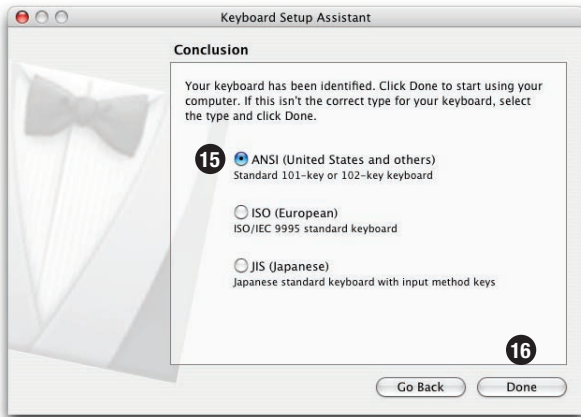 Keyboard Setup Assistant
Conclusion
Your keyboard has been identified. Click Done to start using your
computer. If this isn't the correct type for your keyboard, select
the type and click Done.
15 ANSI (United States and others)
Standard 101-key or 102-key keyboard
ISO (European)
ISO/IEC 9995 standard keyboard
JIS (Japanese)
Japanese standard keyboard with input method keys
16
Go Back Done